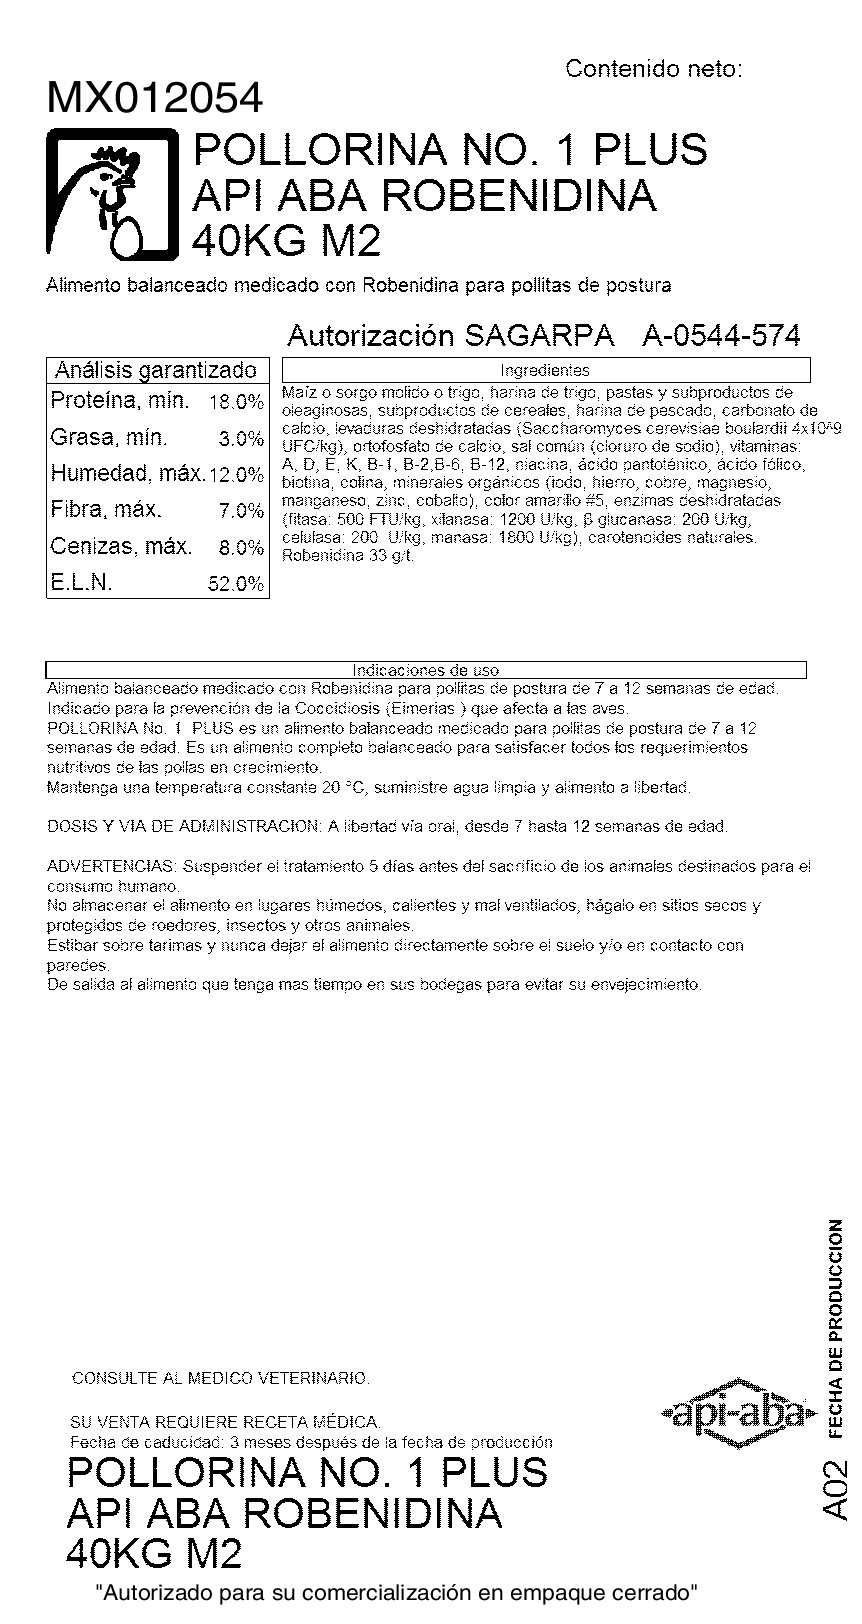 Contenido neto:
MX012054
POLLORINA NO. 1 PLUS
API ABA ROBENIDINA
40KG M2
Alimento balanceado medicado con Robenidina para pollitas de postura
Autorización SAGARPA A-0544-574
Análisis garantizado
Proteína, mín. 18.0%
Grasa, mín. 3.0%
Humedad, máx. 12.0%
Fibra, máx. 7.0%
Cenizas, máx. 8.0%
E.L.N. 52.0%
Ingredientes
Maíz o sorgo molido o trigo, harina de trigo, pastas y subproductos de
oleaginosas, subproductos de cereales, harina de pescado, carbonato de
calcio, levaduras deshidratadas (Saccharomyces cerevisiae boulardii 4x10^9
UFC/kg), ortofosfato de calcio, sal común (cloruro de sodio), vitaminas:
A, D, E, K, B-1, B-2,B-6, B-12, niacina, ácido pantoténico, ácido fólico,
biotina, colina, minerales orgánicos (iodo, hierro, cobre, magnesio,
manganeso, zinc, cobalto), color amarillo #5, enzimas deshidratadas
(fitasa: 500 FTU/kg, xilanasa: 1200 U/kg, β glucanasa: 200 U/kg,
celulasa: 200 U/kg, manasa: 1800 U/kg), carotenoides naturales.
Robenidina 33 g/t.
Indicaciones de uso
Alimento balanceado medicado con Robenidina para pollitas de postura de 7 a 12 semanas de edad.
Indicado para la prevención de la Coccidiosis (Eimerias ) que afecta a las aves.
POLLORINA No. 1 PLUS es un alimento balanceado medicado para pollitas de postura de 7 a 12
semanas de edad. Es un alimento completo balanceado para satisfacer todos los requerimientos
nutritivos de las pollas en crecimiento.
Mantenga una temperatura constante 20 °C, suministre agua limpia y alimento a libertad.
DOSIS Y VIA DE ADMINISTRACION: A libertad vía oral, desde 7 hasta 12 semanas de edad.
ADVERTENCIAS: Suspender el tratamiento 5 días antes del sacrificio de los animales destinados para el
consumo humano.
No almacenar el alimento en lugares húmedos, calientes y mal ventilados, hágalo en sitios secos y
protegidos de roedores, insectos y otros animales.
Estibar sobre tarimas y nunca dejar el alimento directamente sobre el suelo y/o en contacto con
paredes.
De salida al alimento que tenga mas tiempo en sus bodegas para evitar su envejecimiento.
FECHA DE PRODUCCION
A02
CONSULTE AL MEDICO VETERINARIO.
api-aba
SU VENTA REQUIERE RECETA MÉDICA.
Fecha de caducidad: 3 meses después de la fecha de producción
POLLORINA NO. 1 PLUS
API ABA ROBENIDINA
40KG M2
"Autorizado para su comercialización en empaque cerrado"